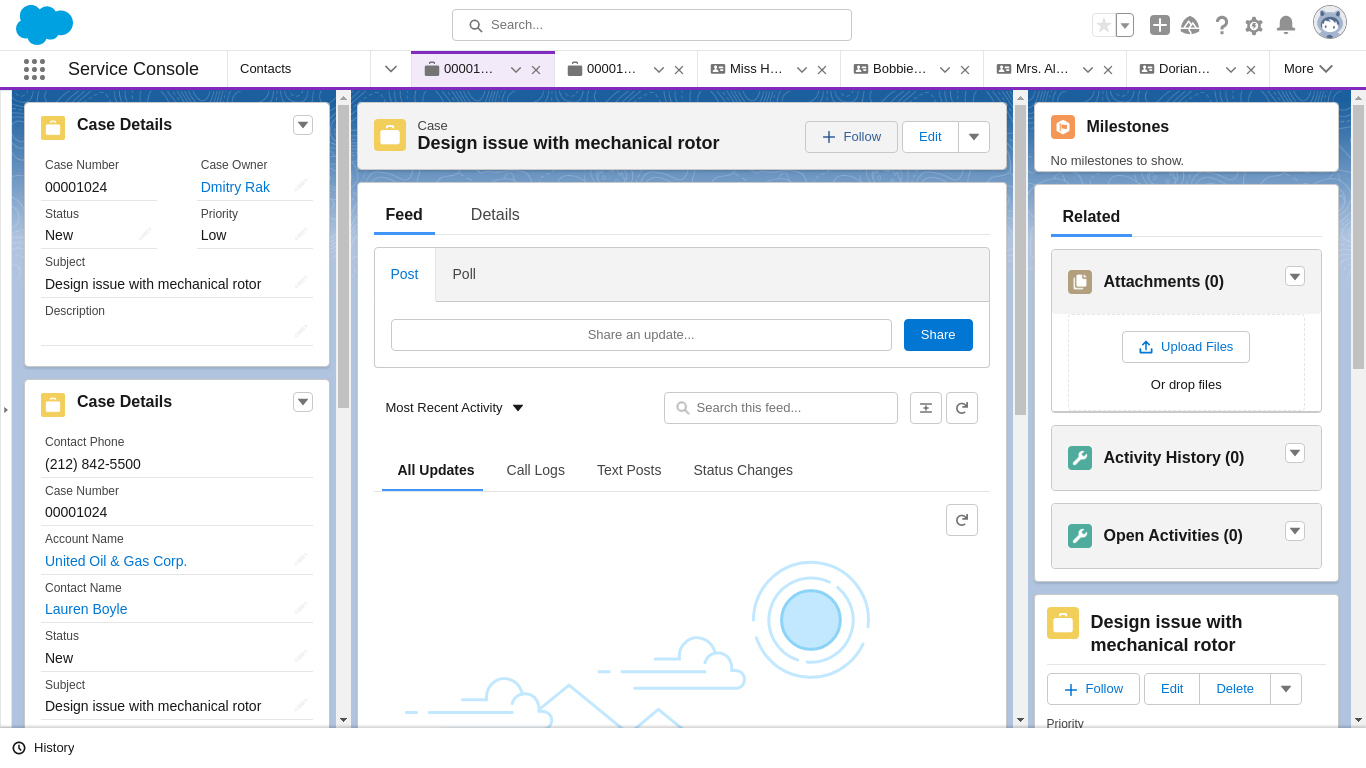 Search...
Service Console
Contacts
00001…
00001…
Miss H…
Bobbie…
Mrs. Al…
Dorian…
More
Case Details
Case Number
Case Owner
00001024
Dmitry Rak
Status
Priority
New
Low
Subject
Design issue with mechanical rotor
Description
Case Details
Contact Phone
(212) 842-5500
Case Number
00001024
Account Name
United Oil & Gas Corp.
Contact Name
Lauren Boyle
Status
New
Subject
Design issue with mechanical rotor
Case
Design issue with mechanical rotor
Follow
Edit
Feed
Details
Post
Poll
Share an update...
Share
Most Recent Activity
Search this feed...
All Updates
Call Logs
Text Posts
Status Changes
Milestones
No milestones to show.
Related
Attachments (0)
Upload Files
Or drop files
Activity History (0)
Open Activities (0)
Design issue with
mechanical rotor
Follow
Edit
Delete
Priority
History